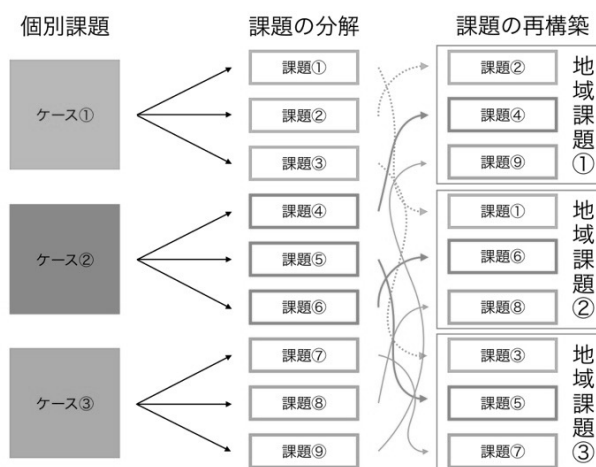 個別課題
課題の分解
課題の再構築
ケース①
ケース②
ケース③
課題①
課題②
課題③
課題④
課題⑤
課題⑥
課題⑦
課題⑧
課題⑨
課題②
課題④
課題⑨
地域課題①
課題①
課題⑥
課題⑧
地域課題②
課題③
課題⑤
課題⑦
地域課題③